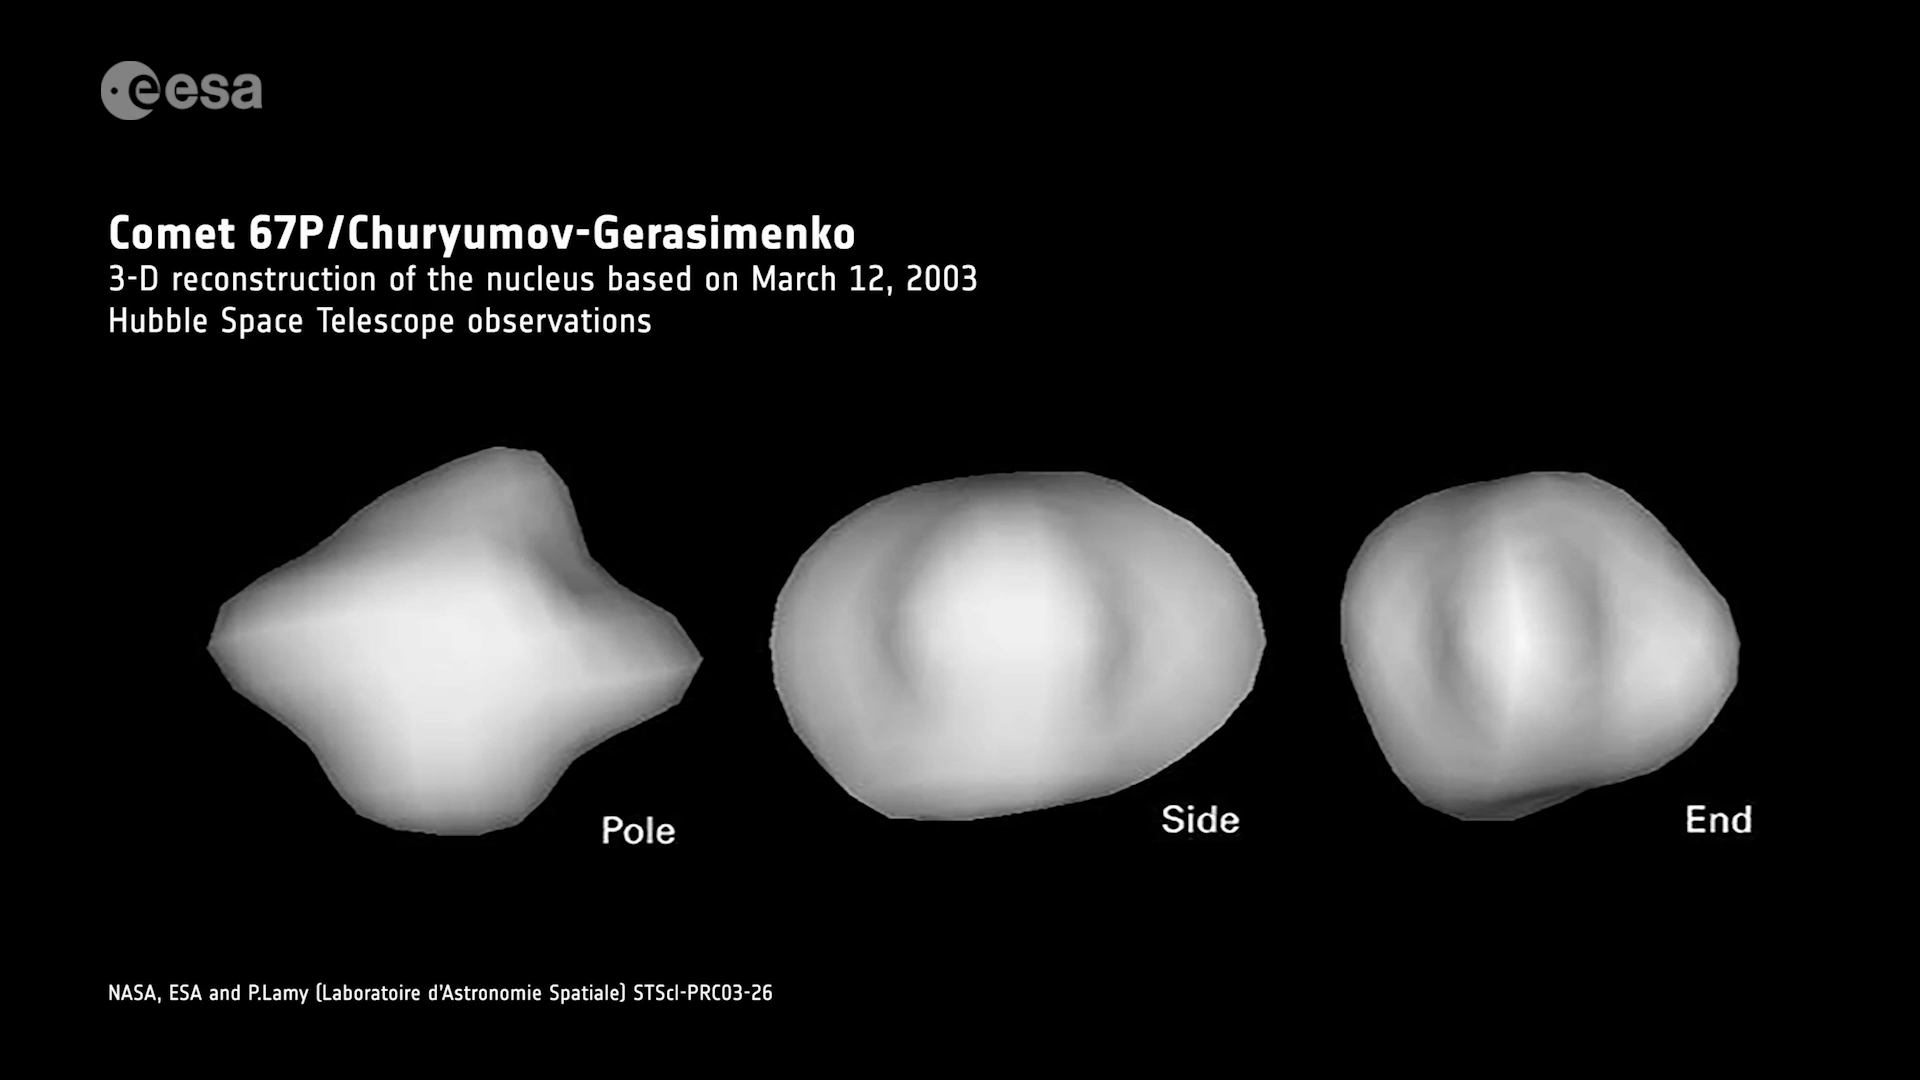 esa
Comet 67P/Churyumov-Gerasimenko
3-D reconstruction of the nucleus based on March 12, 2003
Hubble Space Telescope observations
Pole
Side
End
NASA, ESA and P.Lamy (Laboratoire d'Astronomie Spatiale) STScI-PRC03-26